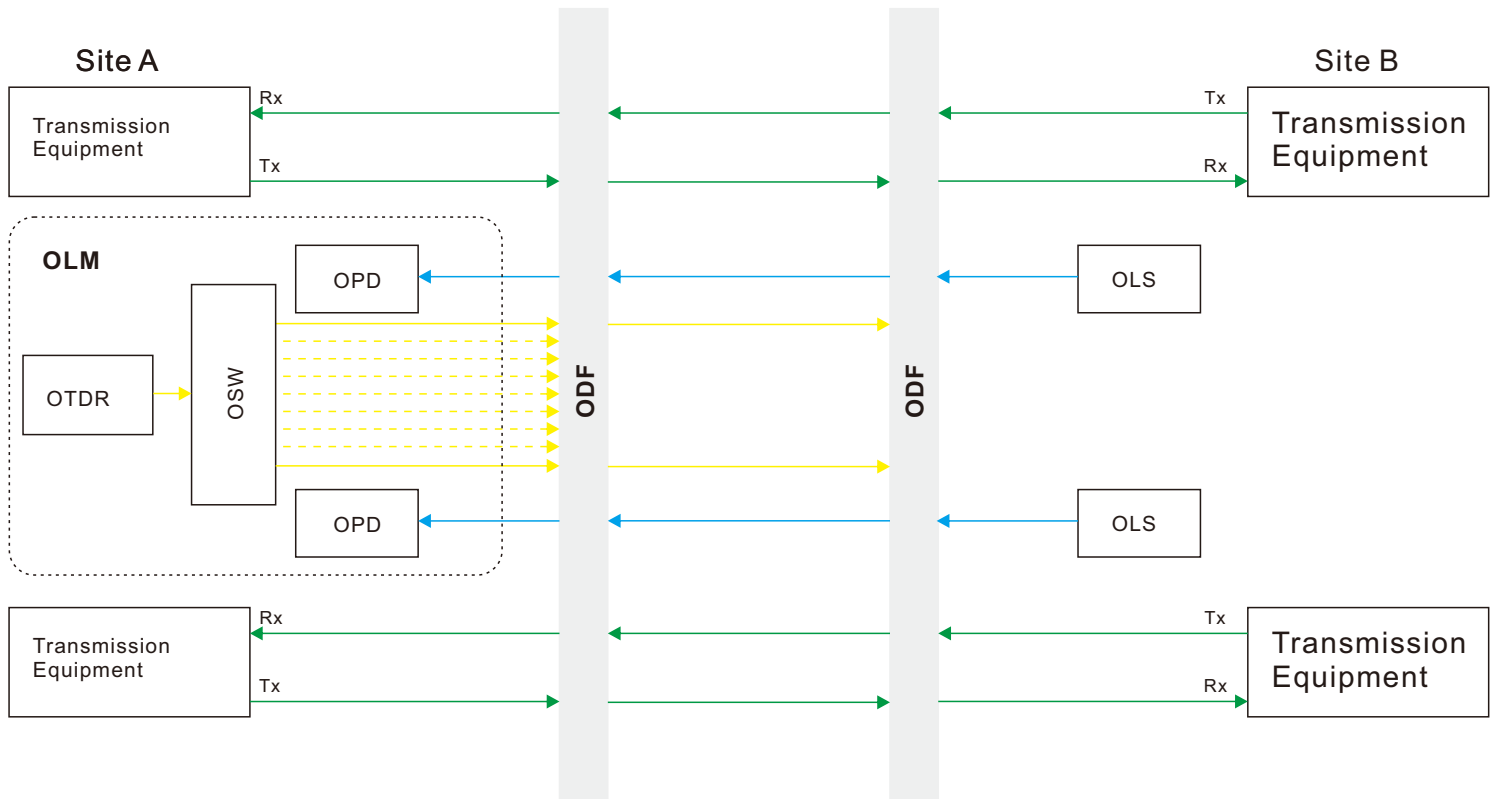 Site A
Site B
Rx
Tx
Transmission
Equipment
Transmission
Equipment
Tx
Rx
OLM
OPD
OLS
OTDR
OSW
ODF
ODF
OPD
OLS
Rx
Tx
Transmission
Equipment
Transmission
Equipment
Tx
Rx